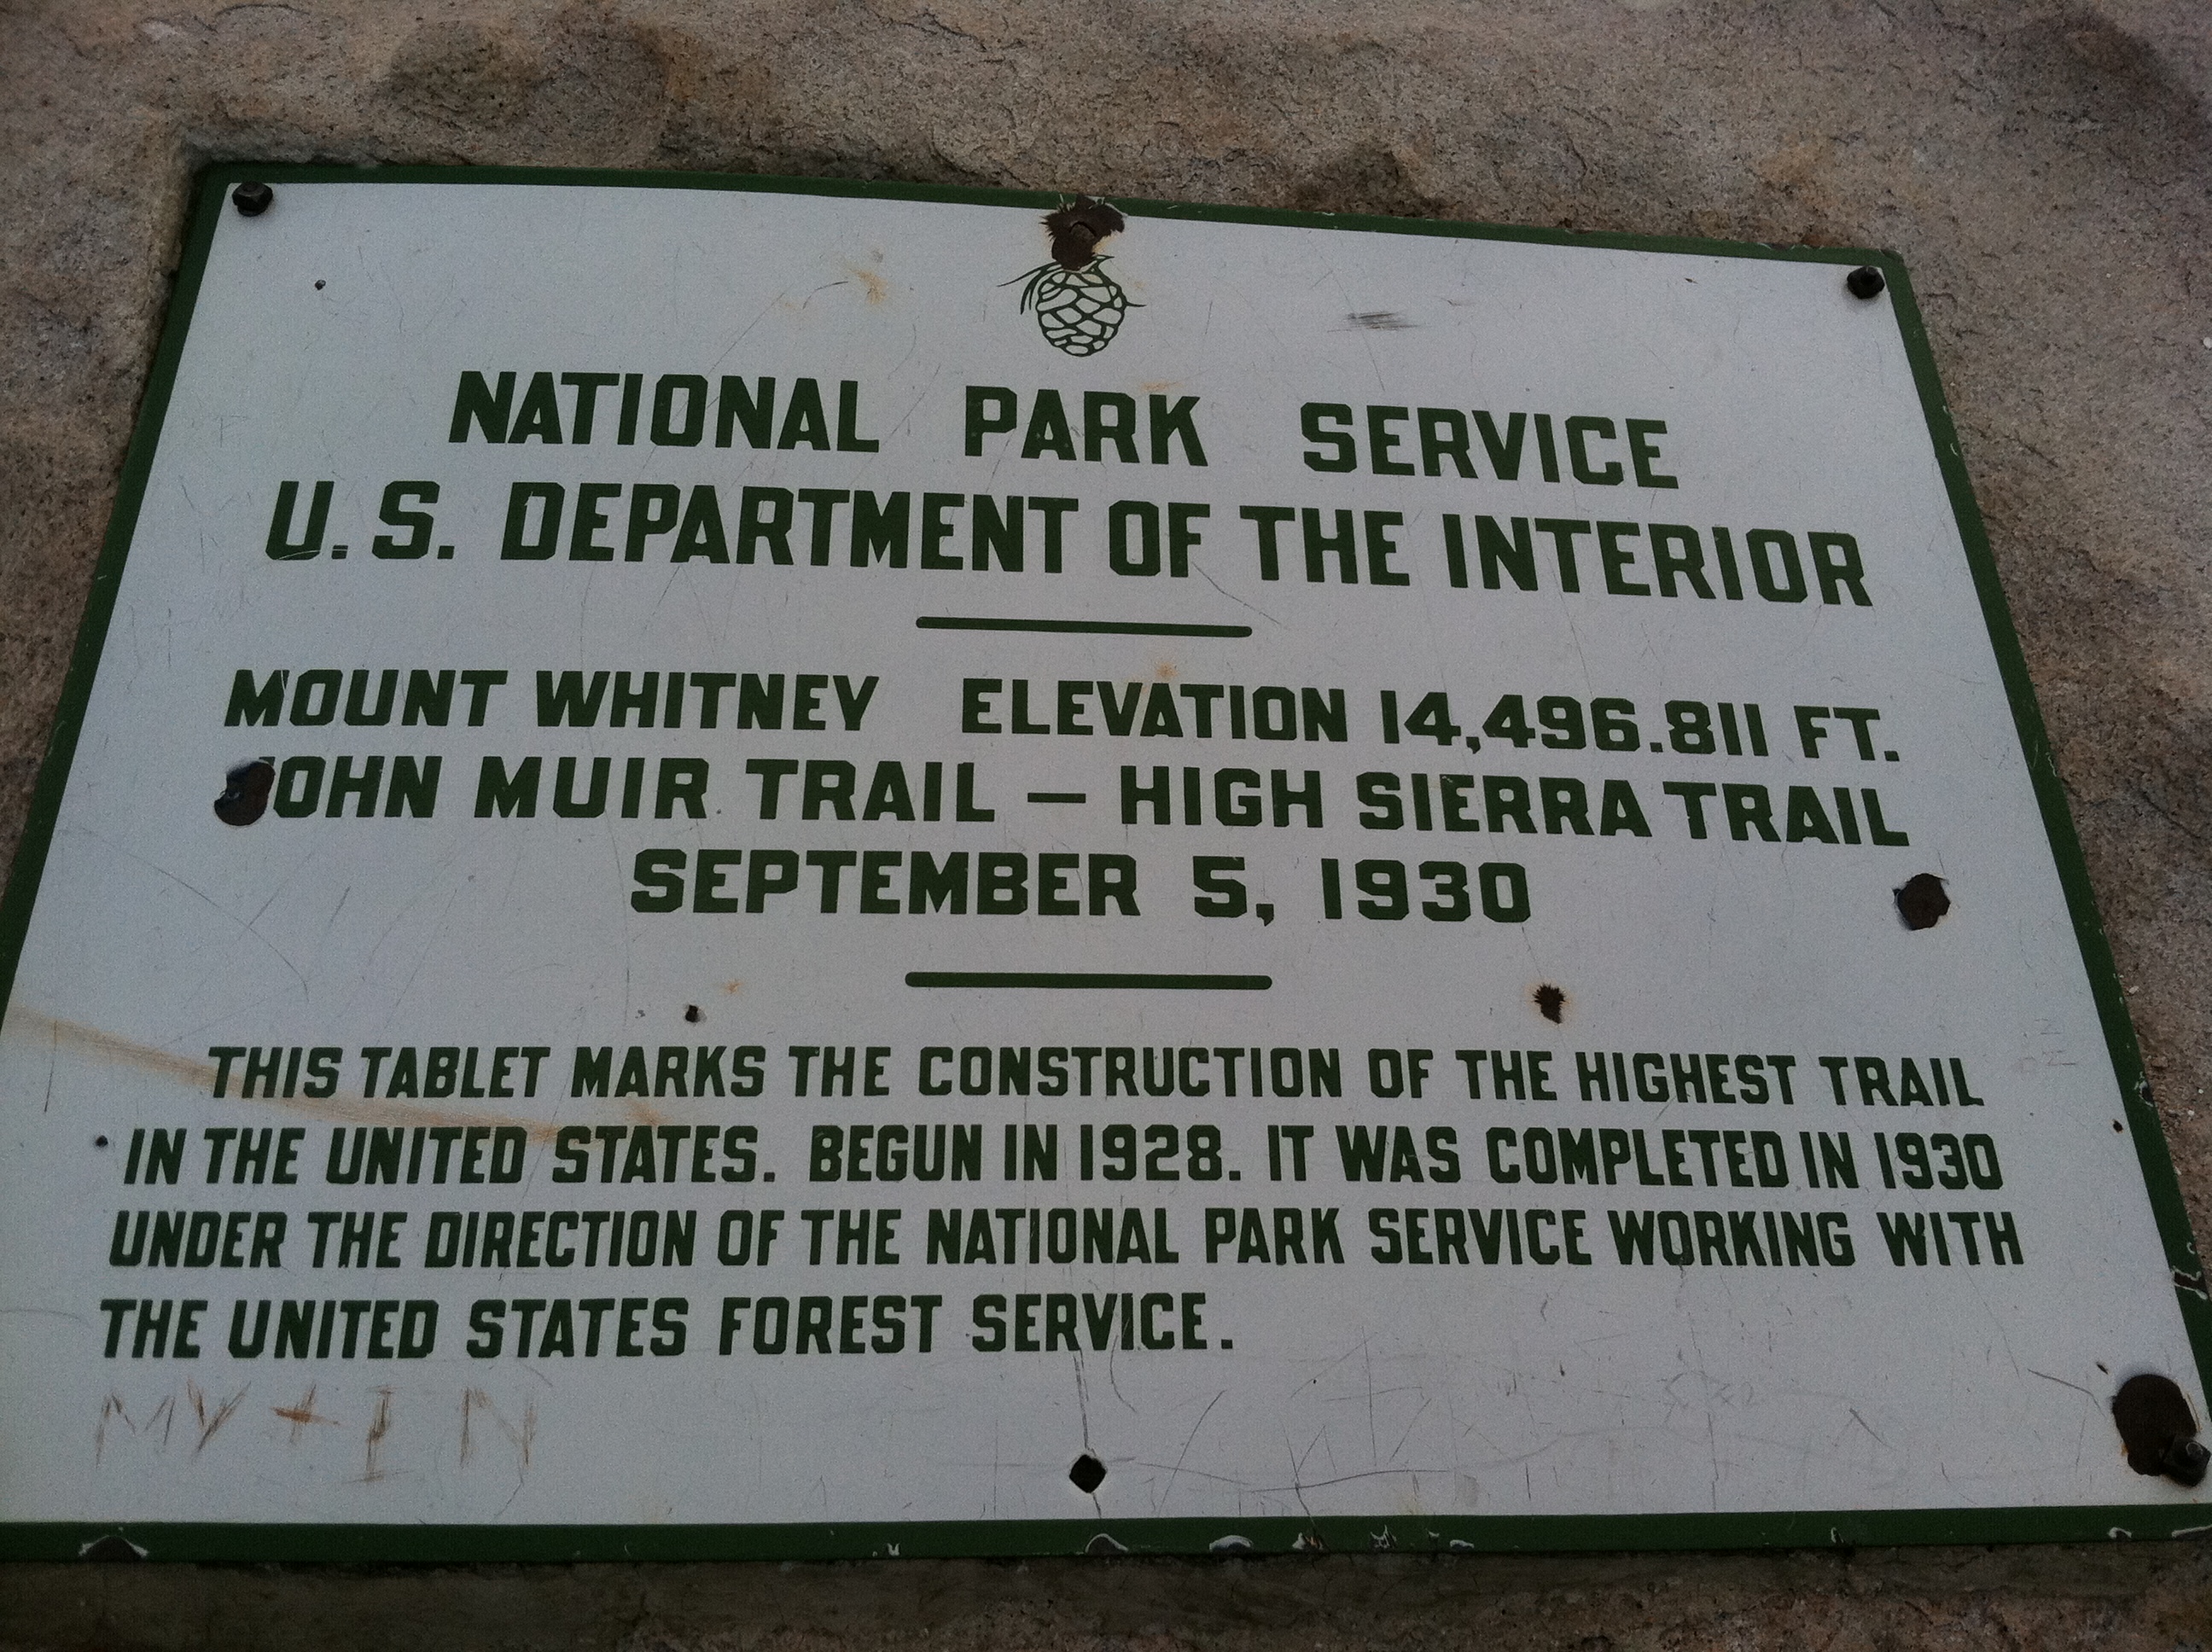 NATIONAL PARK SERVICE
U.S. DEPARTMENT OF THE INTERIOR
MOUNT WHITNEY ELEVATION 14,496.811 FT.
JOHN MUIR TRAIL — HIGH SIERRA TRAIL
SEPTEMBER 5, 1930
THIS TABLET MARKS THE CONSTRUCTION OF THE HIGHEST TRAIL
IN THE UNITED STATES. BEGUN IN 1928. IT WAS COMPLETED IN 1930
UNDER THE DIRECTION OF THE NATIONAL PARK SERVICE WORKING WITH
THE UNITED STATES FOREST SERVICE.
MY + IN